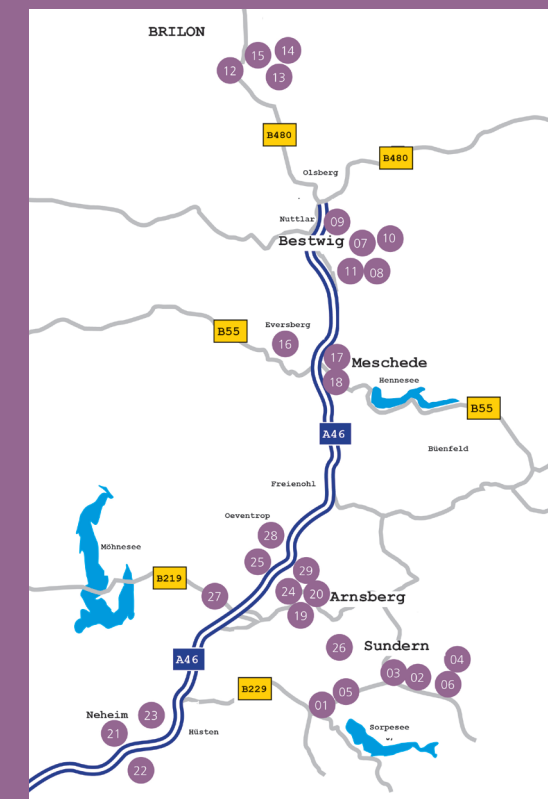 BRILON
14
15
12
13
B480
B480
Olsberg
Nuttlar
09
Bestwig
07
10
11
08
Eversberg
B55
16
17
Meschede
18
Hennesee
B55
A46
Büenfeld
Freienohl
Oeventrop
28
Möhnesee
25
29
B219
27
24
20
Arnsberg
19
26
Sundern
A46
04
03
02
06
B229
05
01
Neheim
23
21
Hüsten
Sorpesee
22